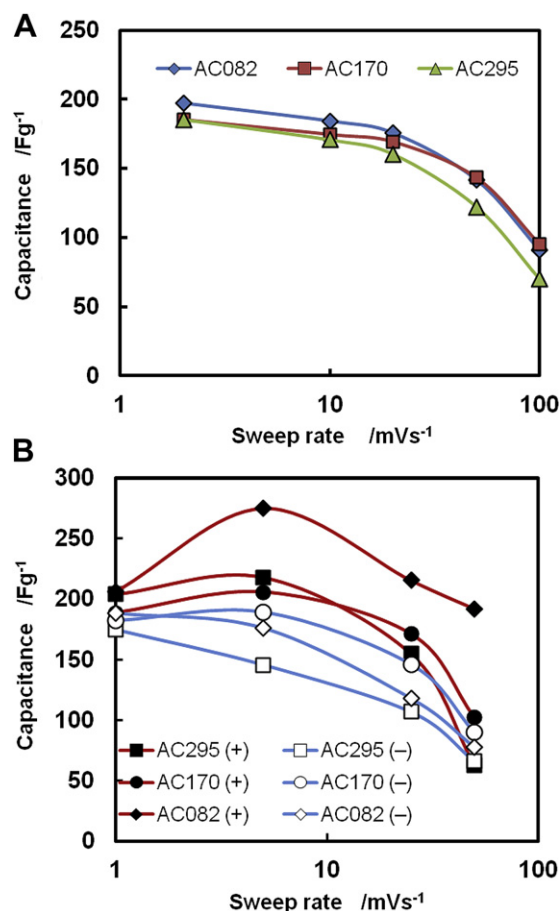 A
250
200
150
100
50
0
AC082 AC170 AC295
Capacitance /Fg⁻¹
1 10 100
Sweep rate /mVs⁻¹
B
300
250
200
150
100
50
0
Capacitance /Fg⁻¹
AC295 (+) AC295 (–)
AC170 (+) AC170 (–)
AC082 (+) AC082 (–)
1 10 100
Sweep rate /mVs⁻¹